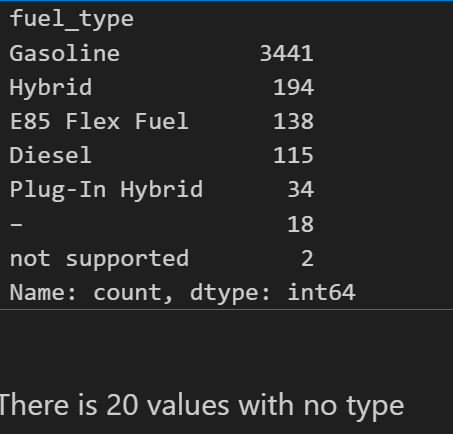 fuel_type
Gasoline 3441
Hybrid 194
E85 Flex Fuel 138
Diesel 115
Plug-In Hybrid 34
– 18
not supported 2
Name: count, dtype: int64
There is 20 values with no type